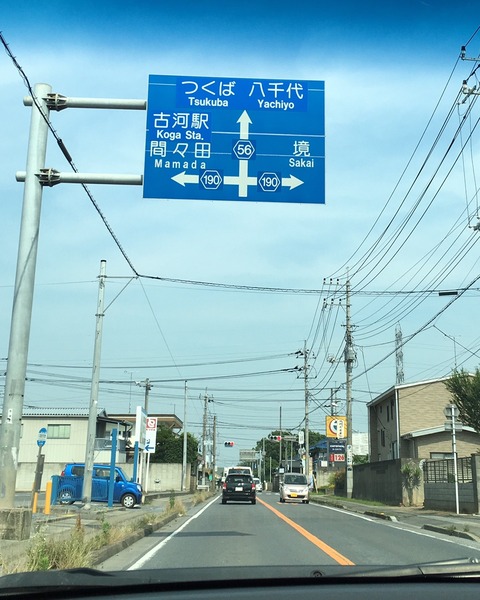 つくば 八千代
Tsukuba Yachiyo
古河駅
Koga Sta.
間々田
Mamada
境
Sakai
56
190
190
126